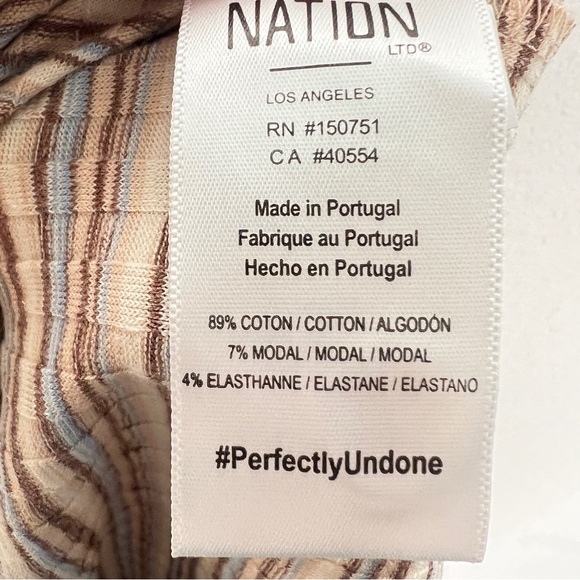 NATION
LTD®
LOS ANGELES
RN #150751
CA #40554
Made in Portugal
Fabrique au Portugal
Hecho en Portugal
89% COTON / COTTON / ALGODÓN
7% MODAL / MODAL / MODAL
4% ELASTHANNE / ELASTANE / ELASTANO
#PerfectlyUndone